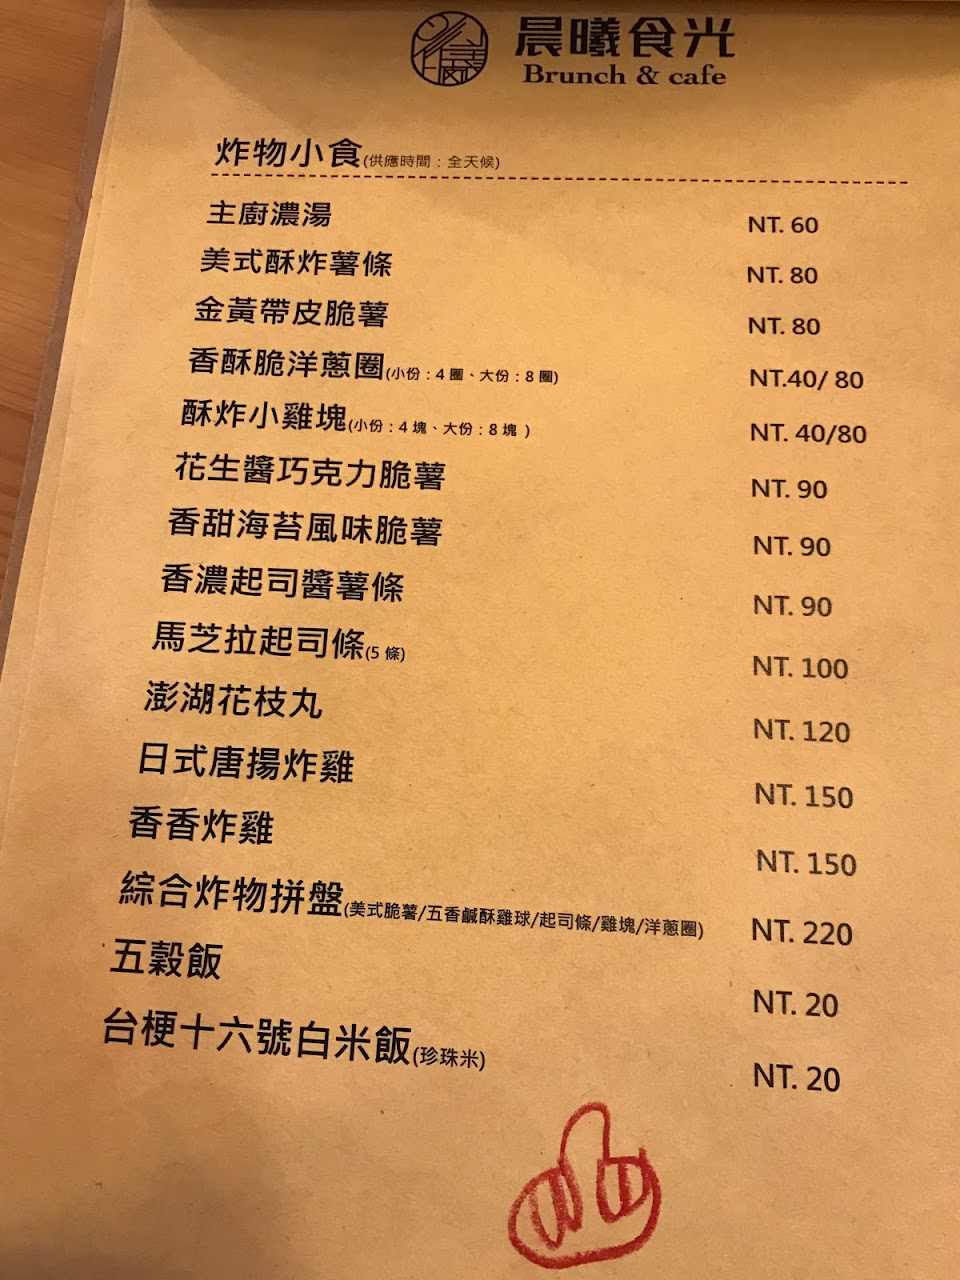 晨曦食光
Brunch & cafe
炸物小食(供應時間：全天候)
主廚濃湯 NT. 60
美式酥炸薯條 NT. 80
金黃帶皮脆薯 NT. 80
香酥脆洋蔥圈(小份：4 圈、大份：8 圈) NT.40/ 80
酥炸小雞塊(小份：4 塊、大份：8 塊 ) NT. 40/80
花生醬巧克力脆薯 NT. 90
香甜海苔風味脆薯 NT. 90
香濃起司醬薯條 NT. 90
馬芝拉起司條(5 條) NT. 100
澎湖花枝丸 NT. 120
日式唐揚炸雞 NT. 150
香香炸雞 NT. 150
綜合炸物拼盤(美式脆薯/五香鹹酥雞球/起司條/雞塊/洋蔥圈) NT. 220
五穀飯 NT. 20
台梗十六號白米飯(珍珠米) NT. 20